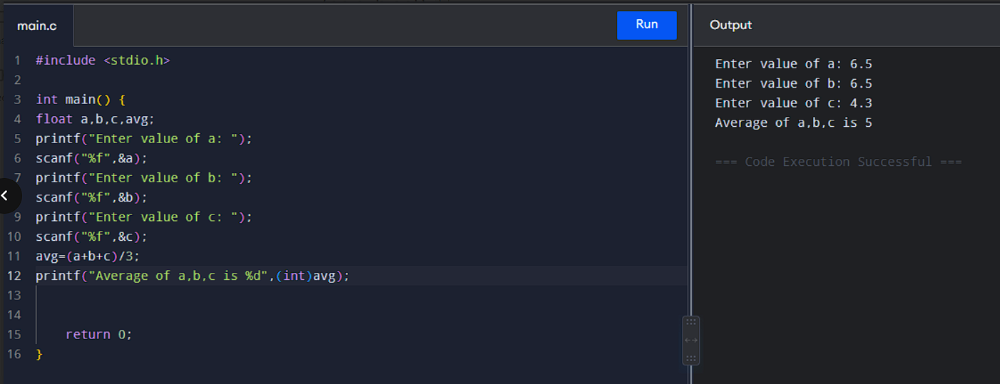 main.c
Run
1 #include <stdio.h>
2
3 int main() {
4 float a,b,c,avg;
5 printf("Enter value of a: ");
6 scanf("%f",&a);
7 printf("Enter value of b: ");
scanf("%f",&b);
9 printf("Enter value of c: ");
10 scanf("%f",&c);
11 avg=(a+b+c)/3;
12 printf("Average of a,b,c is %d",(int)avg);
13
14
15     return 0;
16 }
Output
Enter value of a: 6.5
Enter value of b: 6.5
Enter value of c: 4.3
Average of a,b,c is 5
=== Code Execution Successful ===